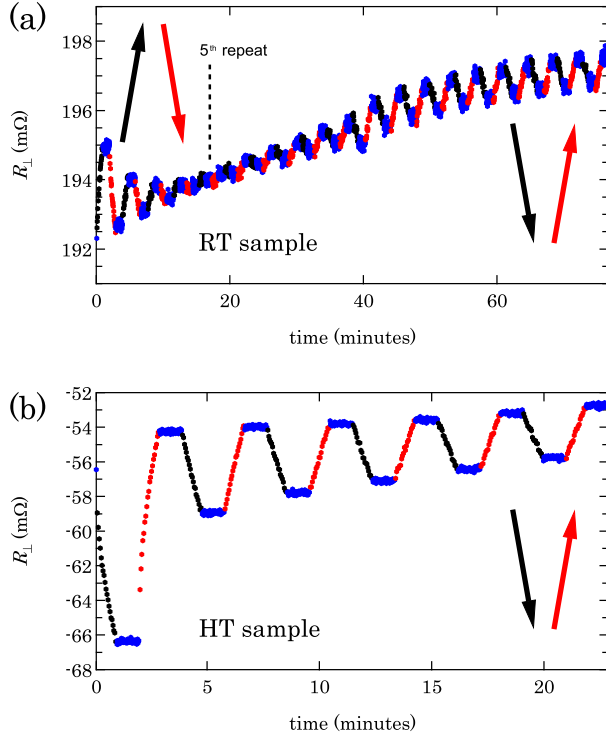 (a)
198
196
194
192
R⊥ (mΩ)
5th repeat
RT sample
0
20
40
60
time (minutes)
(b)
-52
-54
-56
-58
-60
-62
-64
-66
-68
R⊥ (mΩ)
HT sample
0
5
10
15
20
time (minutes)